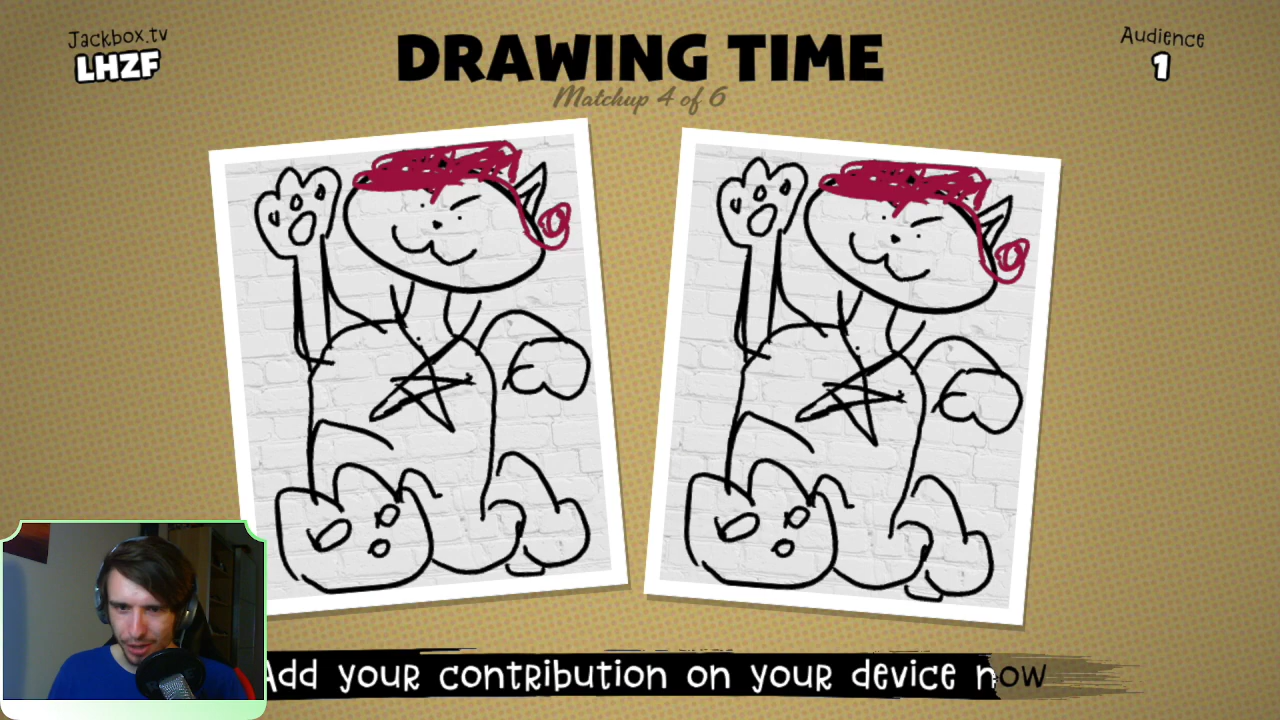 Jackbox.tv
LHZF
DRAWING TIME
Matchup 4 of 6
Audience
1
Add your contribution on your device now